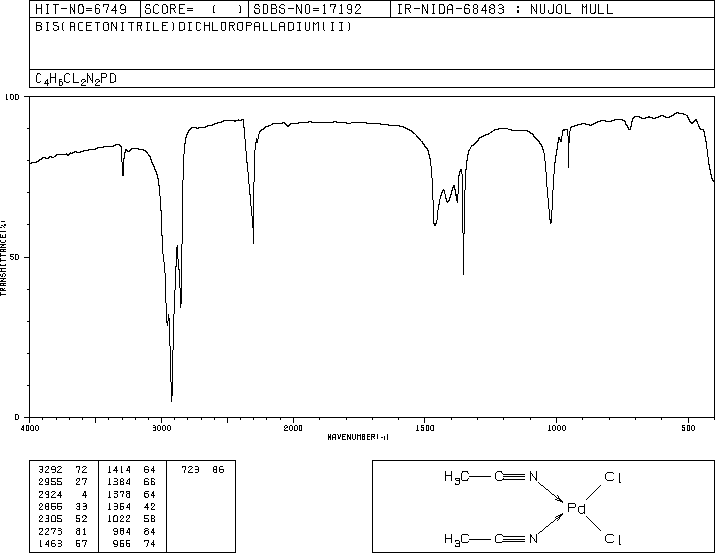 HIT-NO=6749 SCORE= ( ) SDBS-NO=17192 IR-NIDA-68483 : NUJOL MULL
BIS(ACETONITRILE)DICHLOROPALLADIUM(II)
C4H6CL2N2PD
100
50
0
TRANSMITTANCE(%)
4000 3000 2000 1500 1000 500
WAVENUMBER(-1)
3292 72 1414 64 723 86
2955 27 1384 66
2924 4 1378 64
2855 33 1354 42
2305 52 1022 58
2273 81 984 84
1463 57 956 74
H3C C N Cl
Pd
H3C C N Cl